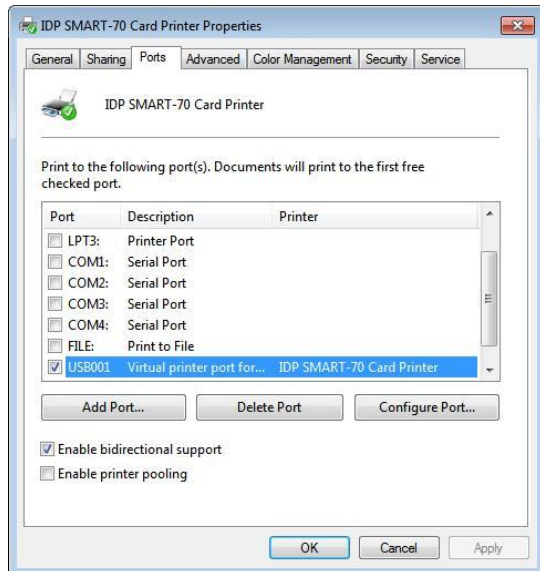 IDP SMART-70 Card Printer Properties
General Sharing Ports Advanced Color Management Security Service
IDP SMART-70 Card Printer
Print to the following port(s). Documents will print to the first free
checked port.
Port Description Printer
LPT3: Printer Port
COM1: Serial Port
COM2: Serial Port
COM3: Serial Port
COM4: Serial Port
FILE: Print to File
USB001 Virtual printer port for... IDP SMART-70 Card Printer
Add Port... Delete Port Configure Port...
Enable bidirectional support
Enable printer pooling
OK Cancel Apply